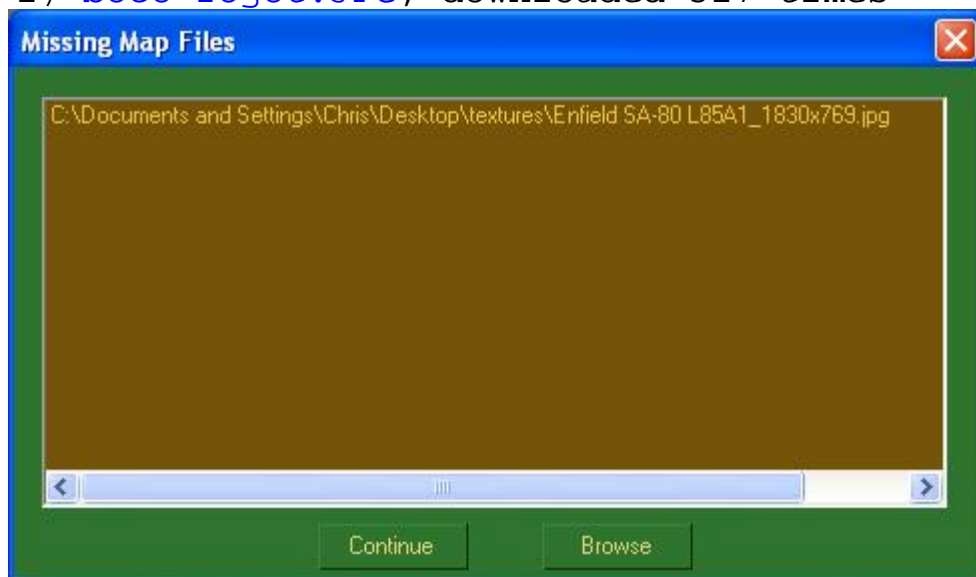 Missing Map Files
C:\Documents and Settings\Chris\Desktop\textures\Enfield SA-80 L85A1_1830x769.jpg
Continue
Browse